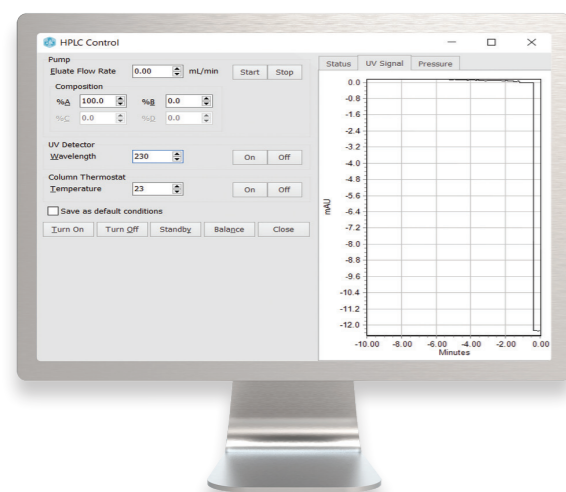 HPLC Control
Pump
Eluate Flow Rate 0.00 mL/min Start Stop
Composition
%A 100.0 %B 0.0
%C 0.0 %D 0.0
UV Detector
Wavelength 230 On Off
Column Thermostat
Temperature 23 On Off
Save as default conditions
Turn On Turn Off Standby Balance Close
Status UV Signal Pressure
0.0
-0.8
-1.6
-2.4
-3.2
-4.0
-4.8
-5.6
-6.4
-7.2
-8.0
-8.8
-9.6
-10.4
-11.2
-12.0
mAU
-10.00 -8.00 -6.00 -4.00 -2.00 0.00
Minutes